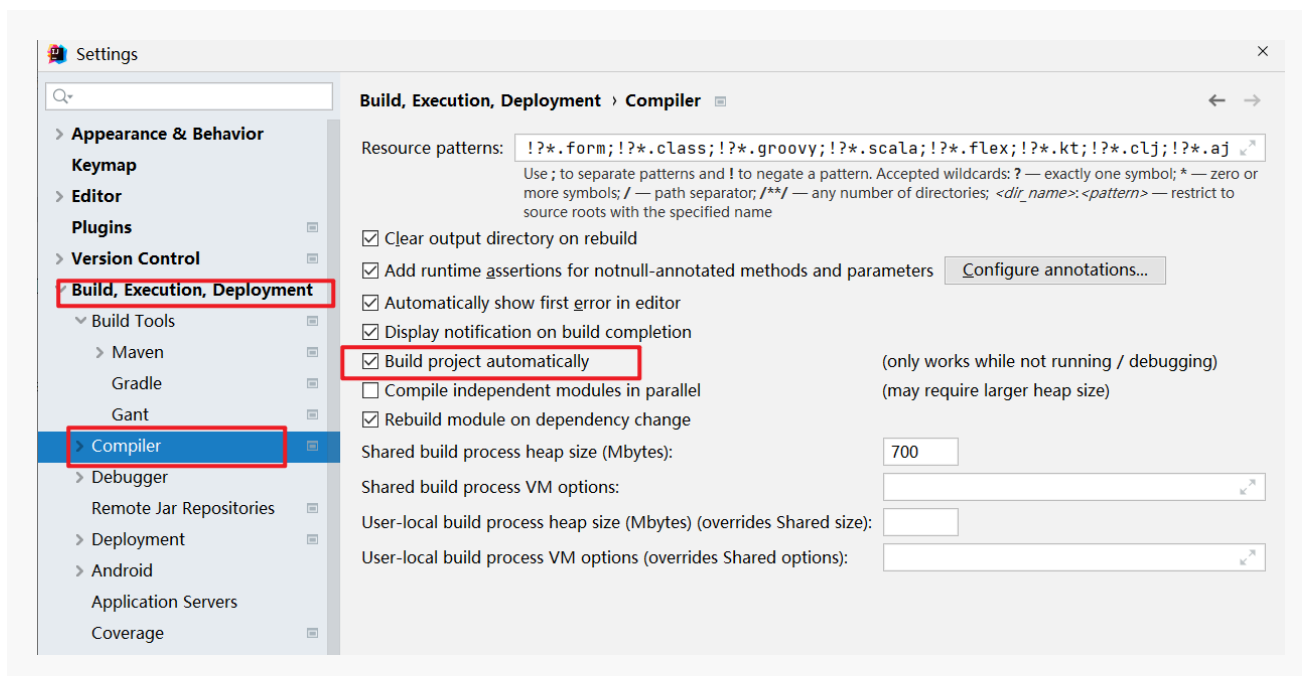 Settings
Appearance & Behavior
Keymap
Editor
Plugins
Version Control
Build, Execution, Deployment
Build Tools
Maven
Gradle
Gant
Compiler
Debugger
Remote Jar Repositories
Deployment
Android
Application Servers
Coverage
Build, Execution, Deployment › Compiler
Resource patterns: !?*.form;!?*.class;!?*.groovy;!?*.scala;!?*.flex;!?*.kt;!?*.clj;!?*.aj
Use ; to separate patterns and ! to negate a pattern. Accepted wildcards: ? — exactly one symbol; * — zero or
more symbols; / — path separator; /**/ — any number of directories; <dir_name>:<pattern> — restrict to
source roots with the specified name
Clear output directory on rebuild
Add runtime assertions for notnull-annotated methods and parameters Configure annotations...
Automatically show first error in editor
Display notification on build completion
Build project automatically (only works while not running / debugging)
Compile independent modules in parallel (may require larger heap size)
Rebuild module on dependency change
Shared build process heap size (Mbytes): 700
Shared build process VM options:
User-local build process heap size (Mbytes) (overrides Shared size):
User-local build process VM options (overrides Shared options):